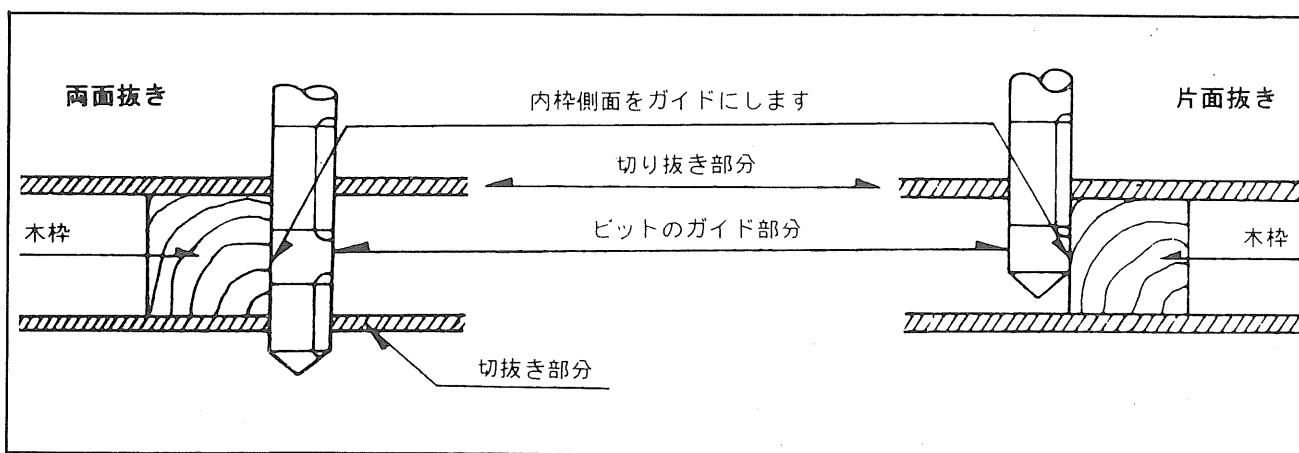 両面抜き
内枠側面をガイドにします
片面抜き
切り抜き部分
木枠
ビットのガイド部分
木枠
切抜き部分